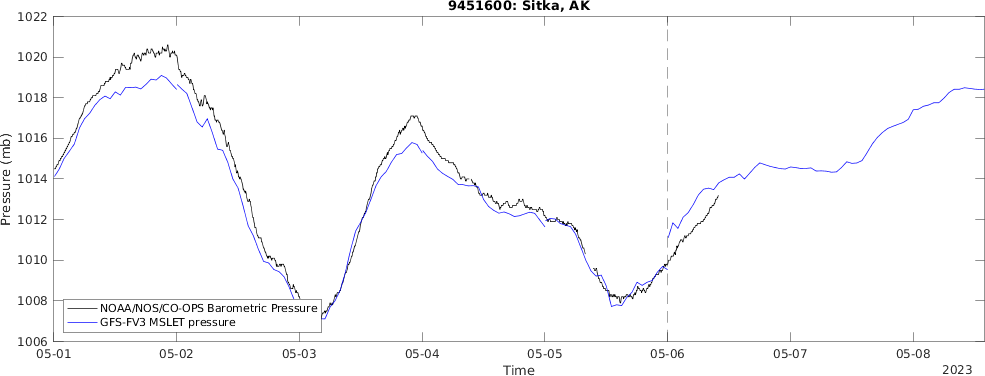 9451600: Sitka, AK
Pressure (mb)
1022
1020
1018
1016
1014
1012
1010
1008
1006
NOAA/NOS/CO-OPS Barometric Pressure
GFS-FV3 MSLET pressure
05-01 05-02 05-03 05-04 05-05 05-06 05-07 05-08
Time
2023